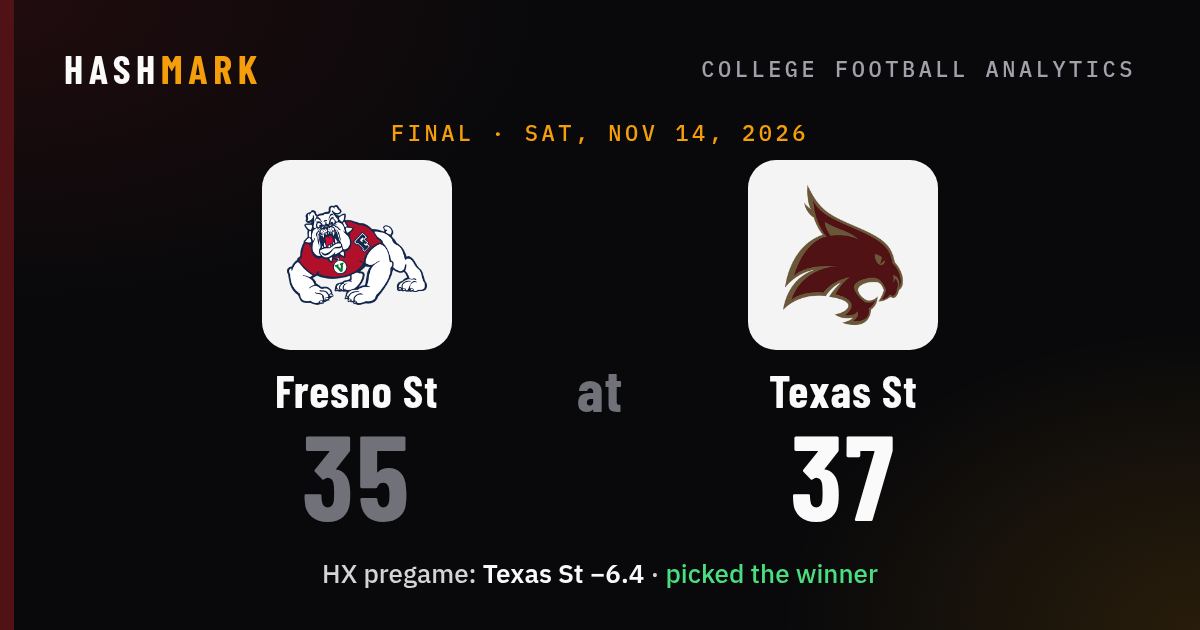 HASHMARK
COLLEGE FOOTBALL ANALYTICS
FINAL · SAT, NOV 14, 2026
Fresno St
at
Texas St
35
37
HX pregame: Texas St −6.4 · picked the winner